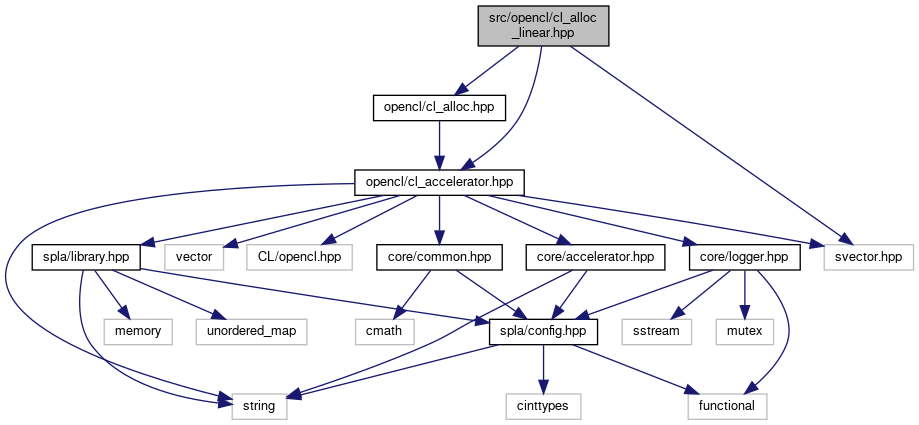 src/opencl/cl_alloc
_linear.hpp
opencl/cl_alloc.hpp
opencl/cl_accelerator.hpp
spla/library.hpp
vector
CL/opencl.hpp
core/common.hpp
core/accelerator.hpp
core/logger.hpp
svector.hpp
memory
unordered_map
cmath
spla/config.hpp
sstream
mutex
string
cinttypes
functional